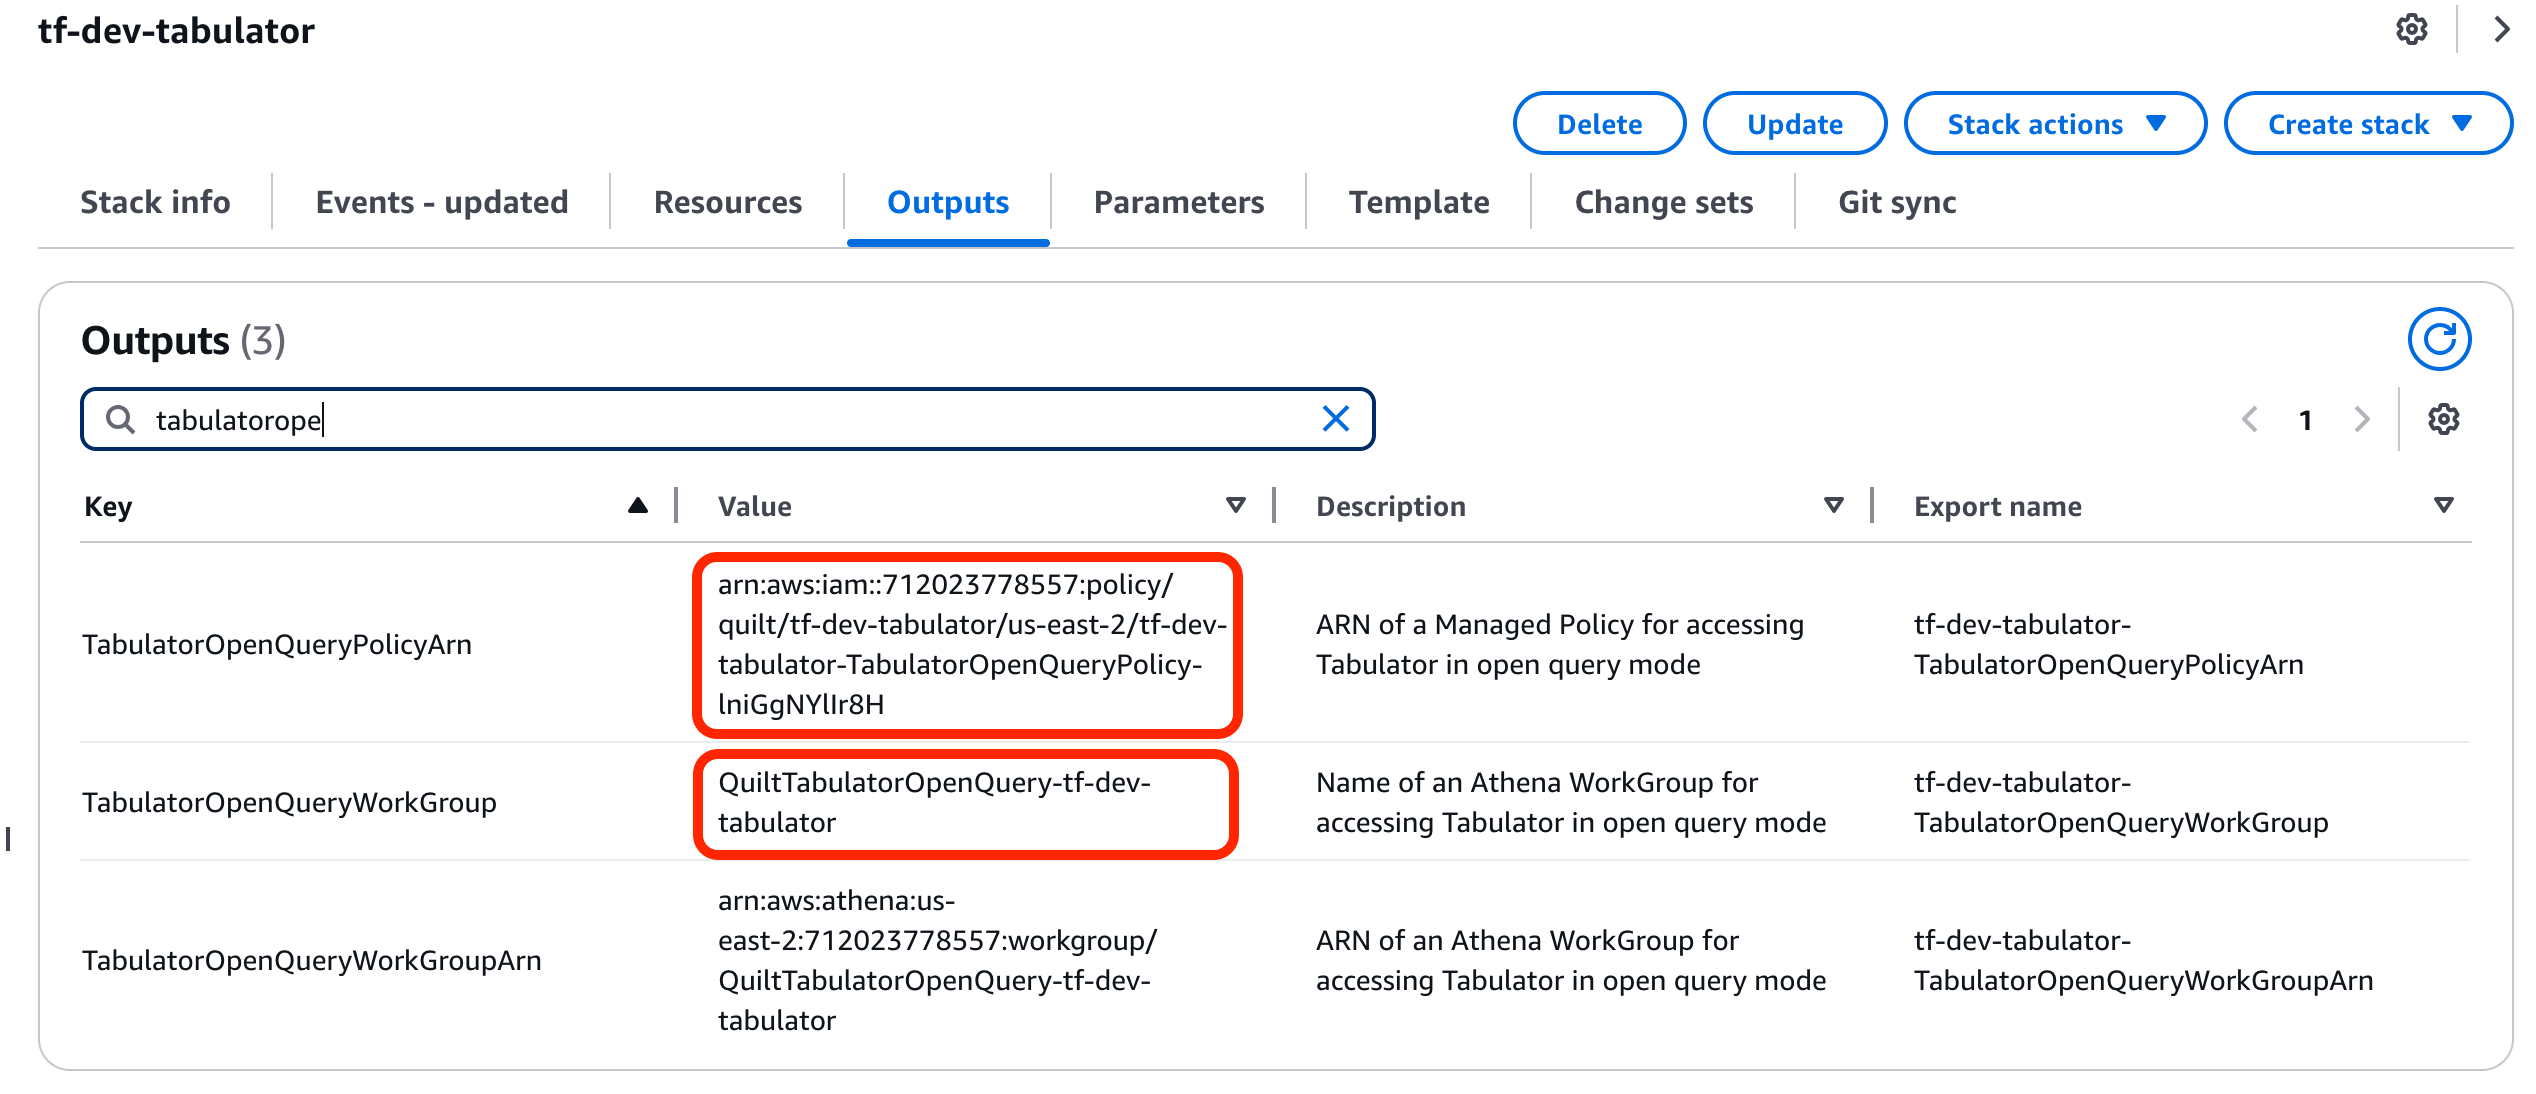 tf-dev-tabulator
Delete
Update
Stack actions
Create stack
Stack info
Events - updated
Resources
Outputs
Parameters
Template
Change sets
Git sync
Outputs (3)
tabulatorope
1
Key
Value
Description
Export name
TabulatorOpenQueryPolicyArn
arn:aws:iam::712023778557:policy/
quilt/tf-dev-tabulator/us-east-2/tf-dev-
tabulator-TabulatorOpenQueryPolicy-
lniGgNYlIr8H
ARN of a Managed Policy for accessing
Tabulator in open query mode
tf-dev-tabulator-
TabulatorOpenQueryPolicyArn
TabulatorOpenQueryWorkGroup
QuiltTabulatorOpenQuery-tf-dev-
tabulator
Name of an Athena WorkGroup for
accessing Tabulator in open query mode
tf-dev-tabulator-
TabulatorOpenQueryWorkGroup
TabulatorOpenQueryWorkGroupArn
arn:aws:athena:us-
east-2:712023778557:workgroup/
QuiltTabulatorOpenQuery-tf-dev-
tabulator
ARN of an Athena WorkGroup for
accessing Tabulator in open query mode
tf-dev-tabulator-
TabulatorOpenQueryWorkGroupArn